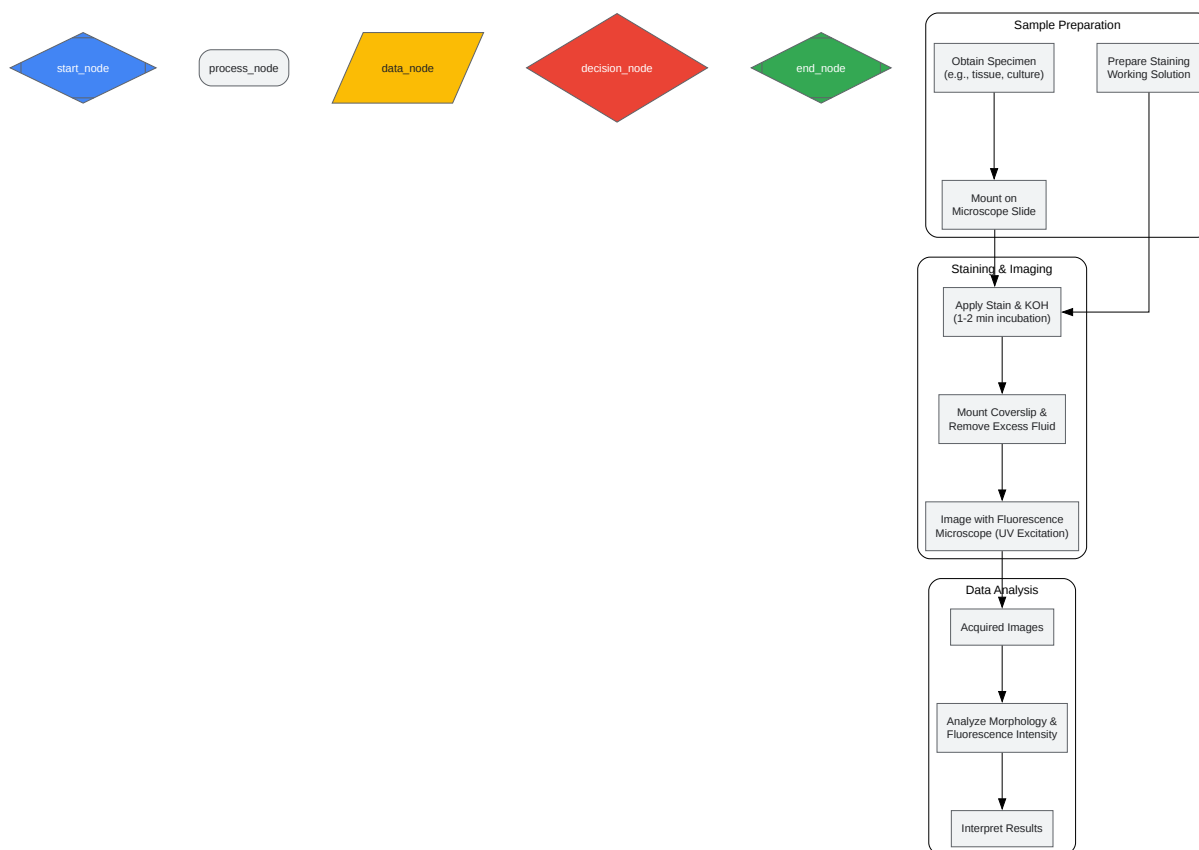 start_node
process_node
data_node
decision_node
end_node
Sample Preparation
Obtain Specimen
(e.g., tissue, culture)
Prepare Staining
Working Solution
Mount on
Microscope Slide
Staining & Imaging
Apply Stain & KOH
(1-2 min incubation)
Mount Coverslip &
Remove Excess Fluid
Image with Fluorescence
Microscope (UV Excitation)
Data Analysis
Acquired Images
Analyze Morphology &
Fluorescence Intensity
Interpret Results